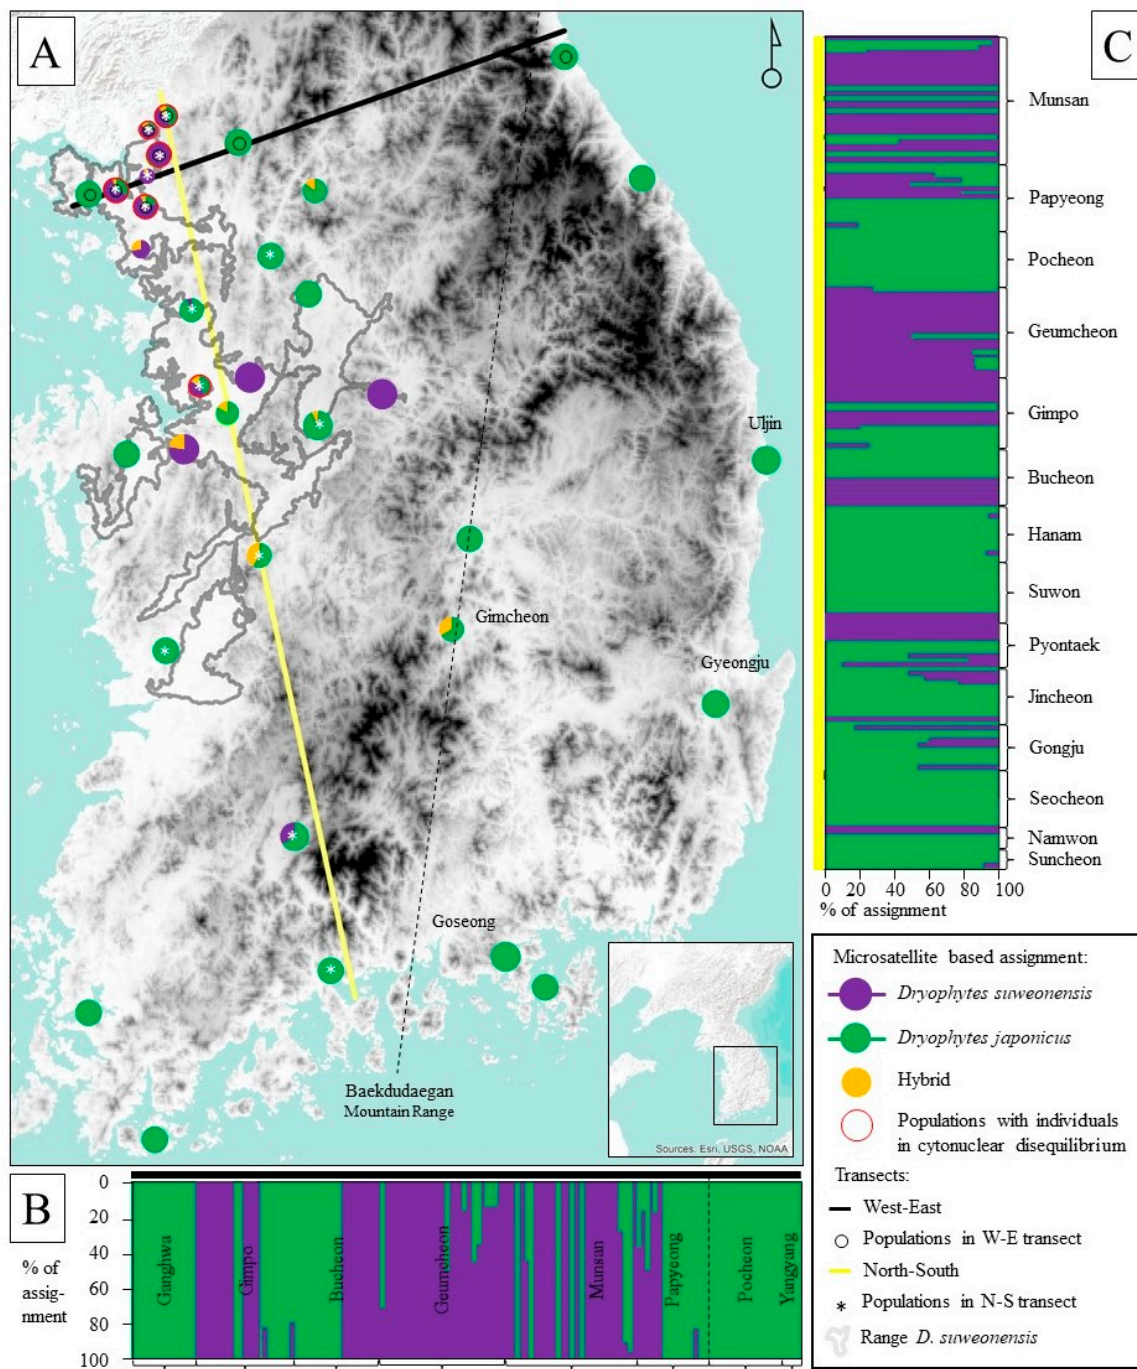 A
Uljin
Gimcheon
Gyeongju
Goseong
Baekdudaegan
Mountain Range
Sources: Esri, USGS, NOAA
B
0
20
40
60
80
100
% of
assig-
nment
Ganghwa
Gimpo
Bucheon
Geumcheon
Munsan
Papyeong
Pocheon
Yangyang
C
Munsan
Papyeong
Pocheon
Geumcheon
Gimpo
Bucheon
Hanam
Suwon
Pyontaek
Jincheon
Gongju
Seocheon
Namwon
Suncheon
0 20 40 60 80 100
% of assignment
Microsatellite based assignment:
Dryophytes suweonensis
Dryophytes japonicus
Hybrid
Populations with individuals
in cytonuclear disequilibrium
Transects:
West-East
Populations in W-E transect
North-South
* Populations in N-S transect
Range D. suweonensis